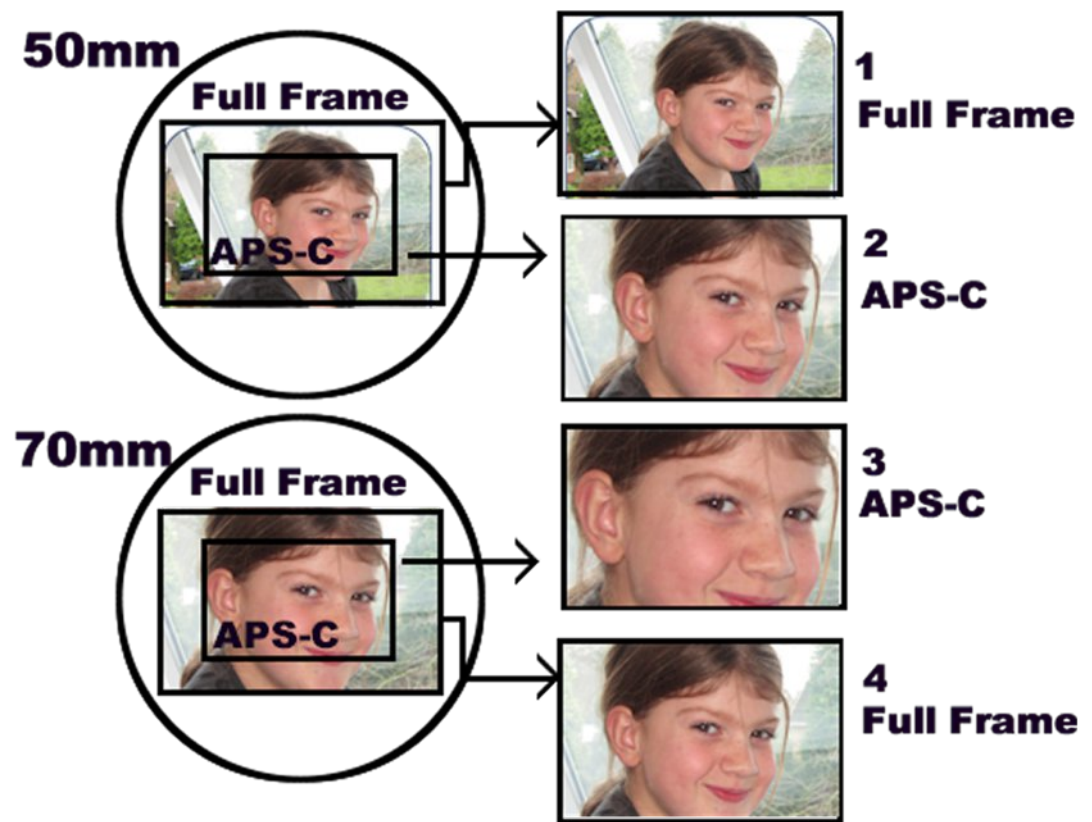 50mm
Full Frame
APS-C
1
Full Frame
2
APS-C
70mm
Full Frame
APS-C
3
APS-C
4
Full Frame